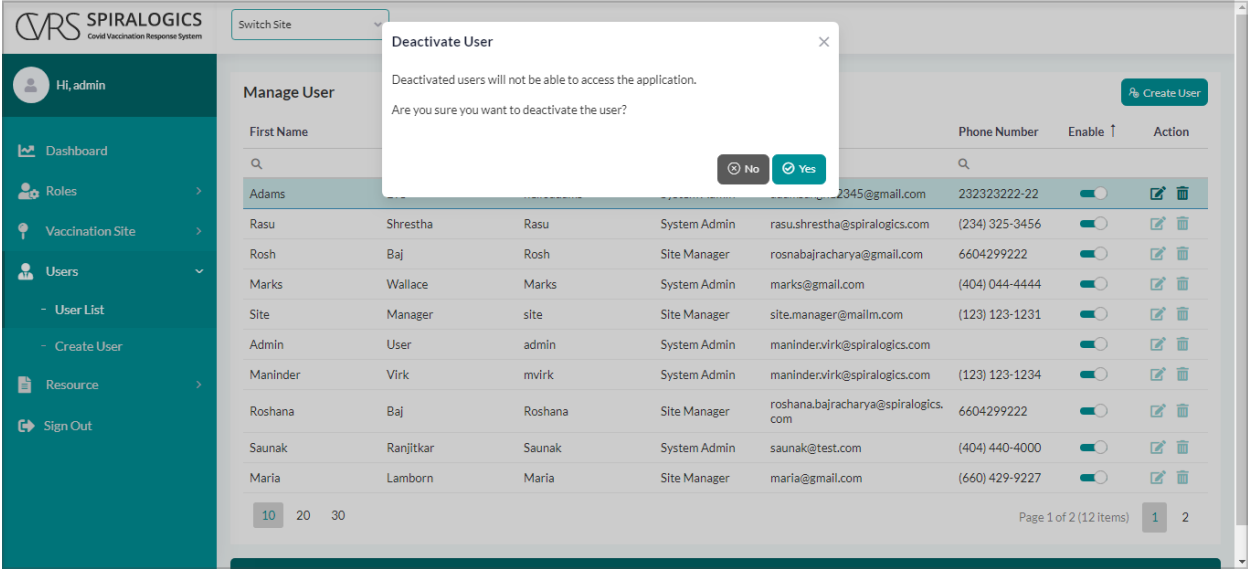 CVRS SPIRALOGICS
Covid Vaccination Response System
Switch Site
Deactivate User
Deactivated users will not be able to access the application.
Are you sure you want to deactivate the user?
No Yes
Hi, admin
Dashboard
Roles
Vaccination Site
Users
- User List
- Create User
Resource
Sign Out
Manage User
Create User
First Name Phone Number Enable ↑ Action
Adams 2345@gmail.com 232323222-22
Rasu Shrestha Rasu System Admin rasu.shrestha@spiralogics.com (234) 325-3456
Rosh Baj Rosh Site Manager rosnabajracharya@gmail.com 6604299222
Marks Wallace Marks System Admin marks@gmail.com (404) 044-4444
Site Manager site Site Manager site.manager@mailm.com (123) 123-1231
Admin User admin System Admin maninder.virk@spiralogics.com
Maninder Virk mvirk System Admin maninder.virk@spiralogics.com (123) 123-1234
Roshana Baj Roshana Site Manager roshana.bajracharya@spiralogics. 6604299222
com
Saunak Ranjitkar Saunak System Admin saunak@test.com (404) 440-4000
Maria Lamborn Maria Site Manager maria@gmail.com (660) 429-9227
10 20 30 Page 1 of 2 (12 items) 1 2